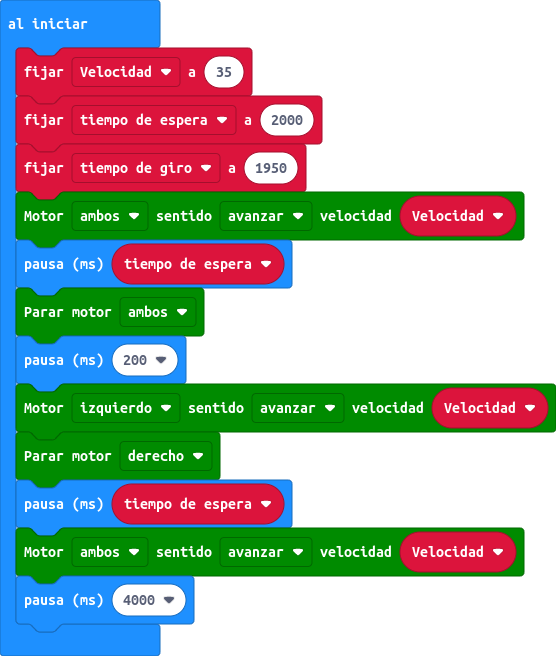 al iniciar
fijar Velocidad a 35
fijar tiempo de espera a 2000
fijar tiempo de giro a 1950
Motor ambos sentido avanzar velocidad Velocidad
pausa (ms) tiempo de espera
Parar motor ambos
pausa (ms) 200
Motor izquierdo sentido avanzar velocidad Velocidad
Parar motor derecho
pausa (ms) tiempo de espera
Motor ambos sentido avanzar velocidad Velocidad
pausa (ms) 4000